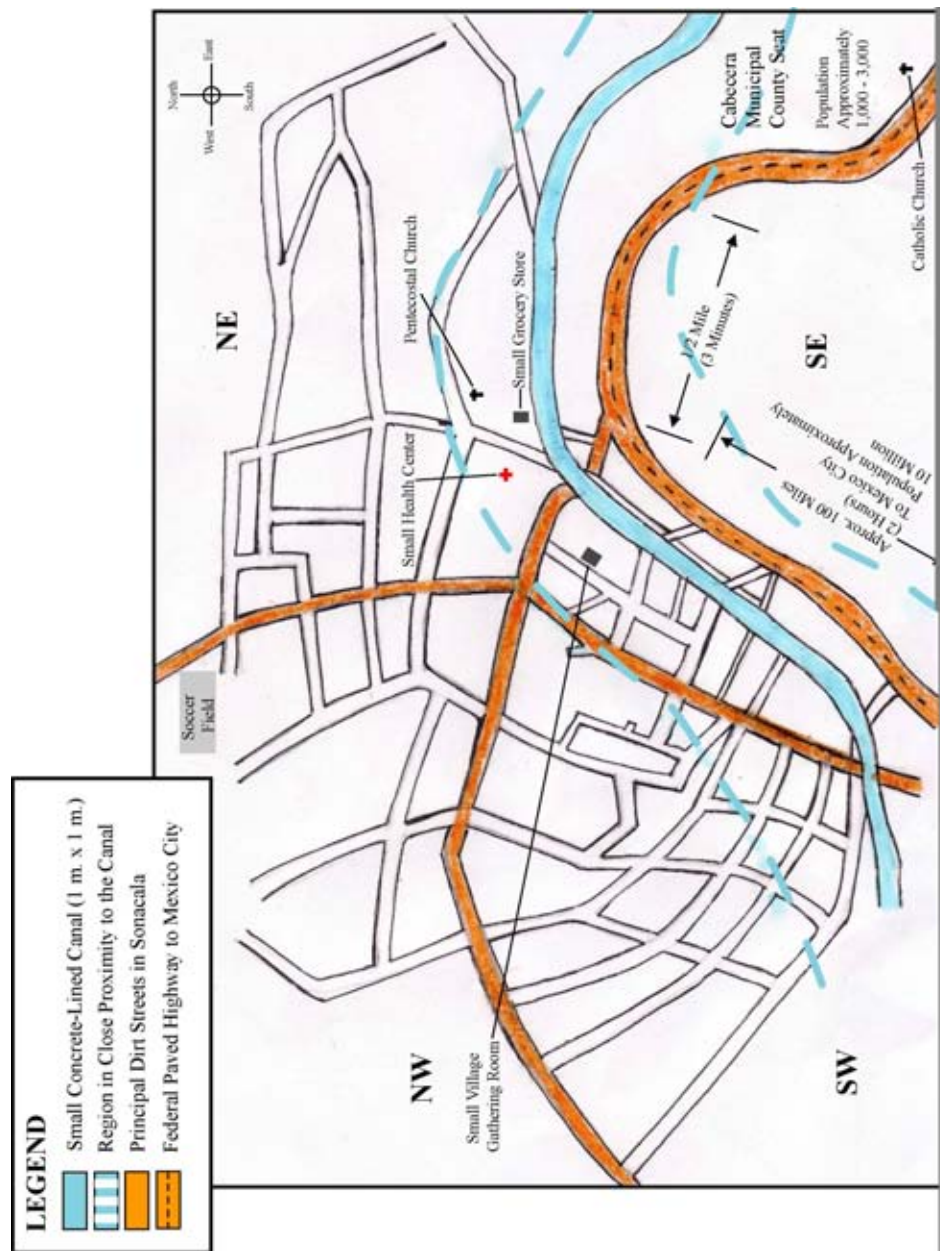 LEGEND
Small Concrete-Lined Canal (1 m. x 1 m.)
Region in Close Proximity to the Canal
Principal Dirt Streets in Somacala
Federal Paved Highway to Mexico City
Soccer
Field
North
West
East
South
NW
NE
Small Village
Gathering Room
Small Health Center
Pentecostal Church
Small Grocery Store
SW
SE
Approx. 100 Miles
(2 Hours)
To Mexico City
Population Approximately
10 Million
1/2 Mile
(3 Minutes)
Cabecera
Municipal
County Seat
Population
Approximately
1,000 - 3,000
Catholic Church